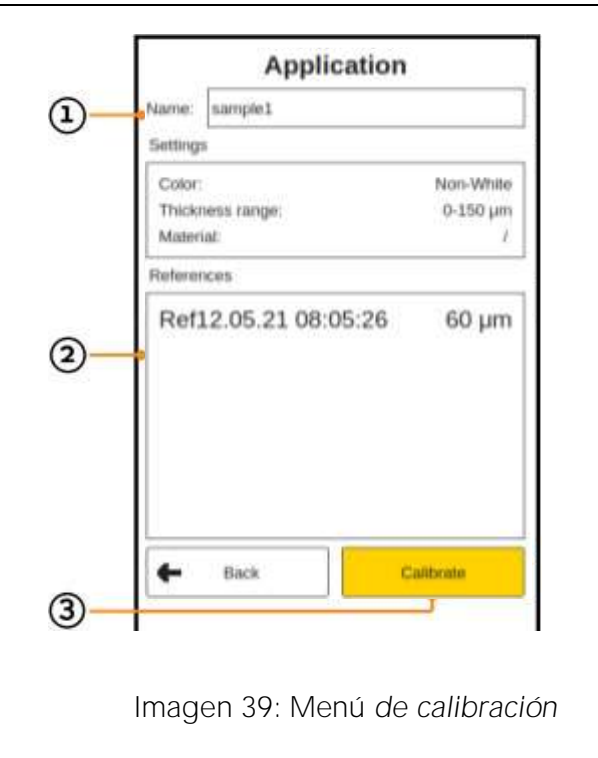 Application
① Name: sample1
Settings
Color: Non-White
Thickness range: 0-150 µm
Material: /
References
② Ref12.05.21 08:05:26 60 µm
Back Calibrate
③
Imagen 39: Menú de calibración